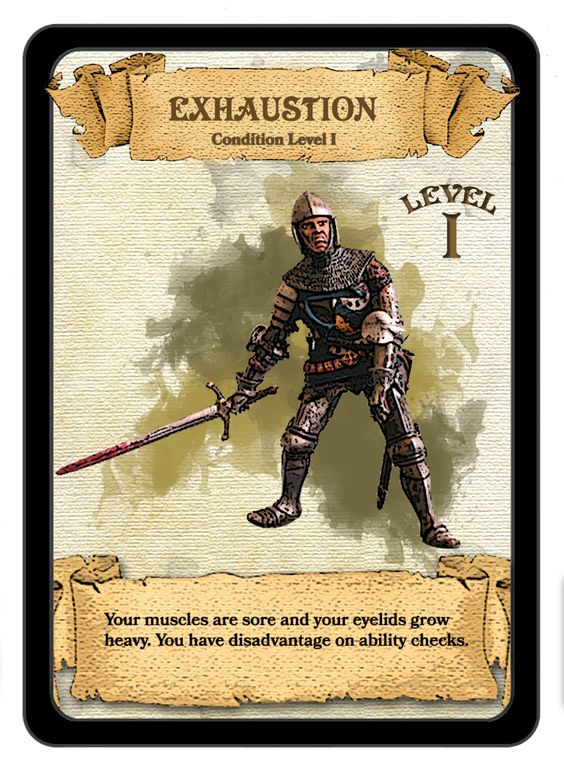 EXHAUSTION
Condition Level I
LEVEL
I
Your muscles are sore and your eyelids grow
heavy. You have disadvantage on ability checks.